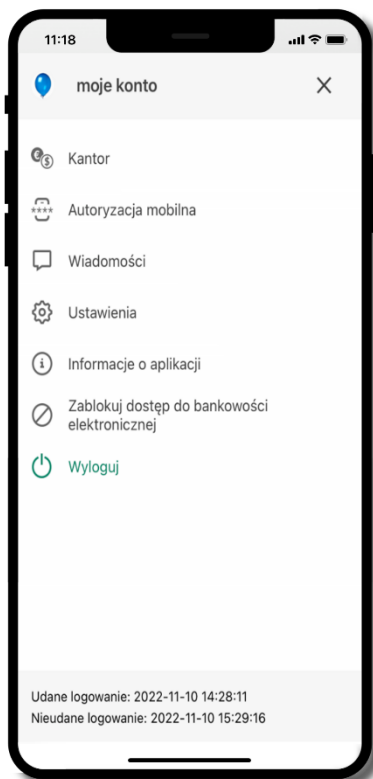 11:18
moje konto
Kantor
Autoryzacja mobilna
Wiadomości
Ustawienia
Informacje o aplikacji
Zablokuj dostęp do bankowości
elektronicznej
Wyloguj
Udane logowanie: 2022-11-10 14:28:11
Nieudane logowanie: 2022-11-10 15:29:16